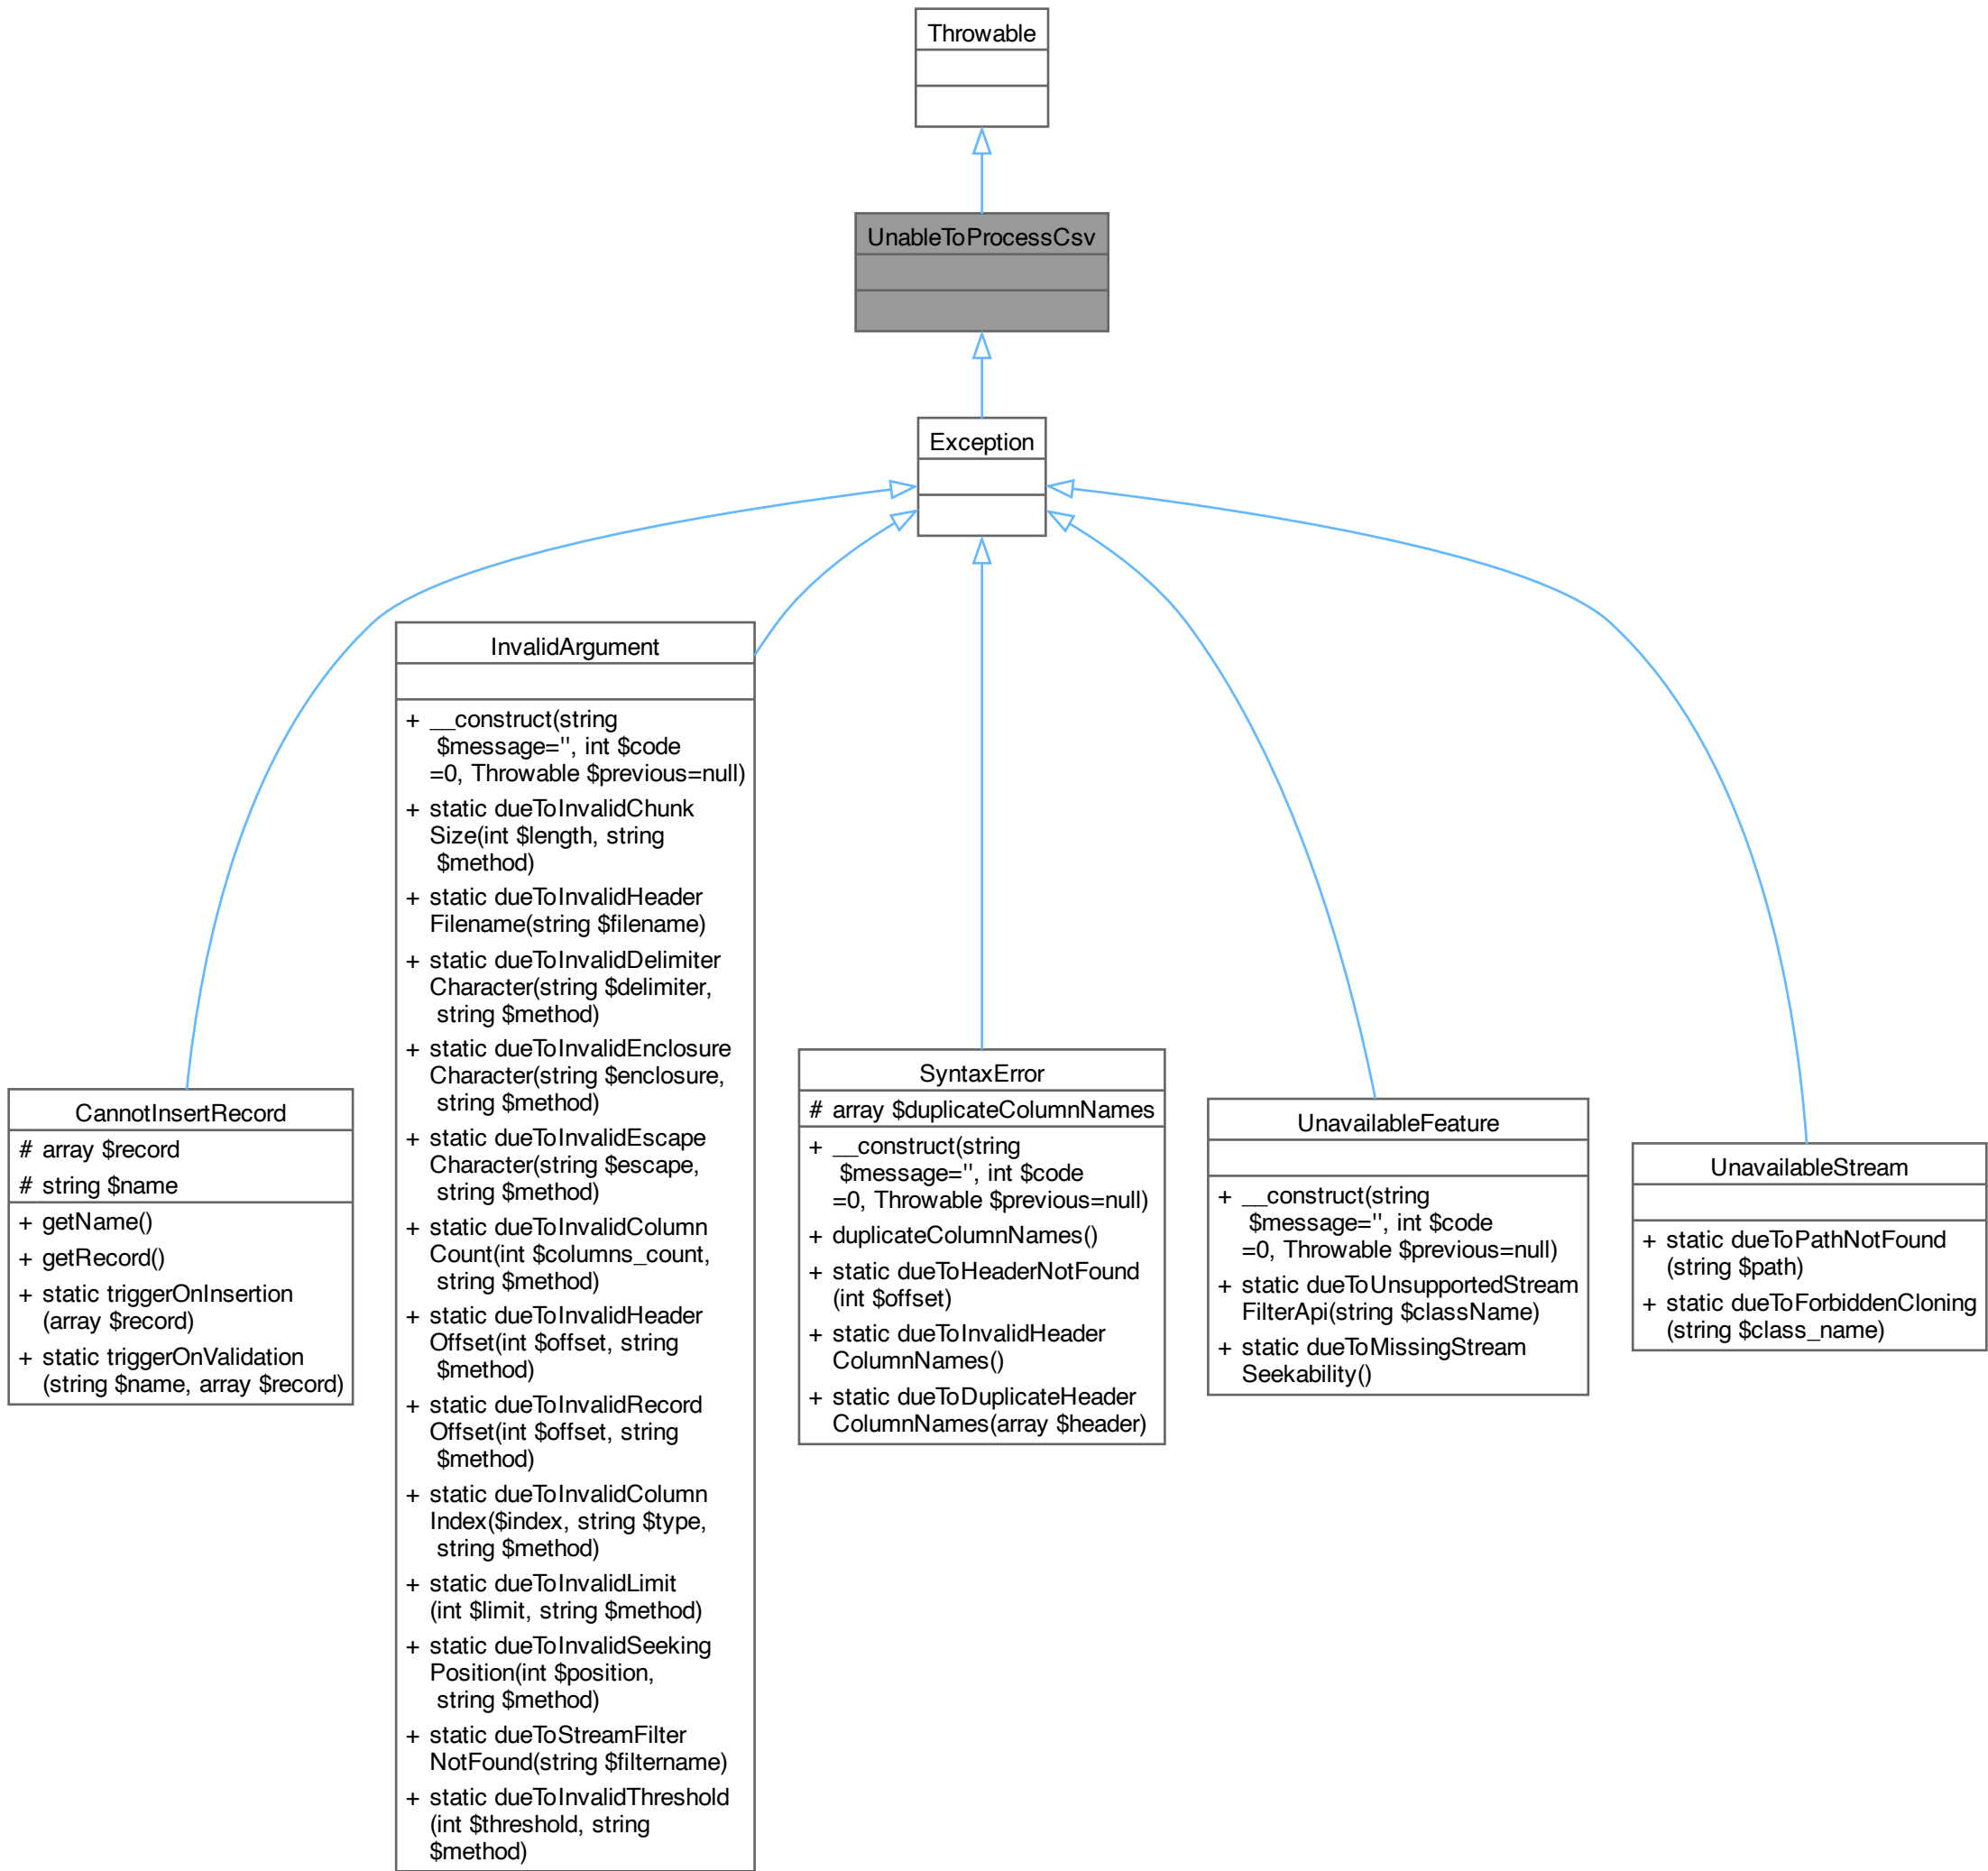 Throwable
UnableToProcessCsv
Exception
InvalidArgument
+ __construct(string
$message='', int $code
=0, Throwable $previous=null)
+ static dueToInvalidChunk
Size(int $length, string
$method)
+ static dueToInvalidHeader
Filename(string $filename)
+ static dueToInvalidDelimiter
Character(string $delimiter,
string $method)
+ static dueToInvalidEnclosure
Character(string $enclosure,
string $method)
+ static dueToInvalidEscape
Character(string $escape,
string $method)
+ static dueToInvalidColumn
Count(int $columns_count,
string $method)
+ static dueToInvalidHeader
Offset(int $offset, string
$method)
+ static dueToInvalidRecord
Offset(int $offset, string
$method)
+ static dueToInvalidColumn
Index($index, string $type,
string $method)
+ static dueToInvalidLimit
(int $limit, string $method)
+ static dueToInvalidSeeking
Position(int $position,
string $method)
+ static dueToStreamFilter
NotFound(string $filtername)
+ static dueToInvalidThreshold
(int $threshold, string
$method)
CannotInsertRecord
# array $record
# string $name
+ getName()
+ getRecord()
+ static triggerOnInsertion
(array $record)
+ static triggerOnValidation
(string $name, array $record)
SyntaxError
# array $duplicateColumnNames
+ __construct(string
$message='', int $code
=0, Throwable $previous=null)
+ duplicateColumnNames()
+ static dueToHeaderNotFound
(int $offset)
+ static dueToInvalidHeader
ColumnNames()
+ static dueToDuplicateHeader
ColumnNames(array $header)
UnavailableFeature
+ __construct(string
$message='', int $code
=0, Throwable $previous=null)
+ static dueToUnsupportedStream
FilterApi(string $className)
+ static dueToMissingStream
Seekability()
UnavailableStream
+ static dueToPathNotFound
(string $path)
+ static dueToForbiddenCloning
(string $class_name)